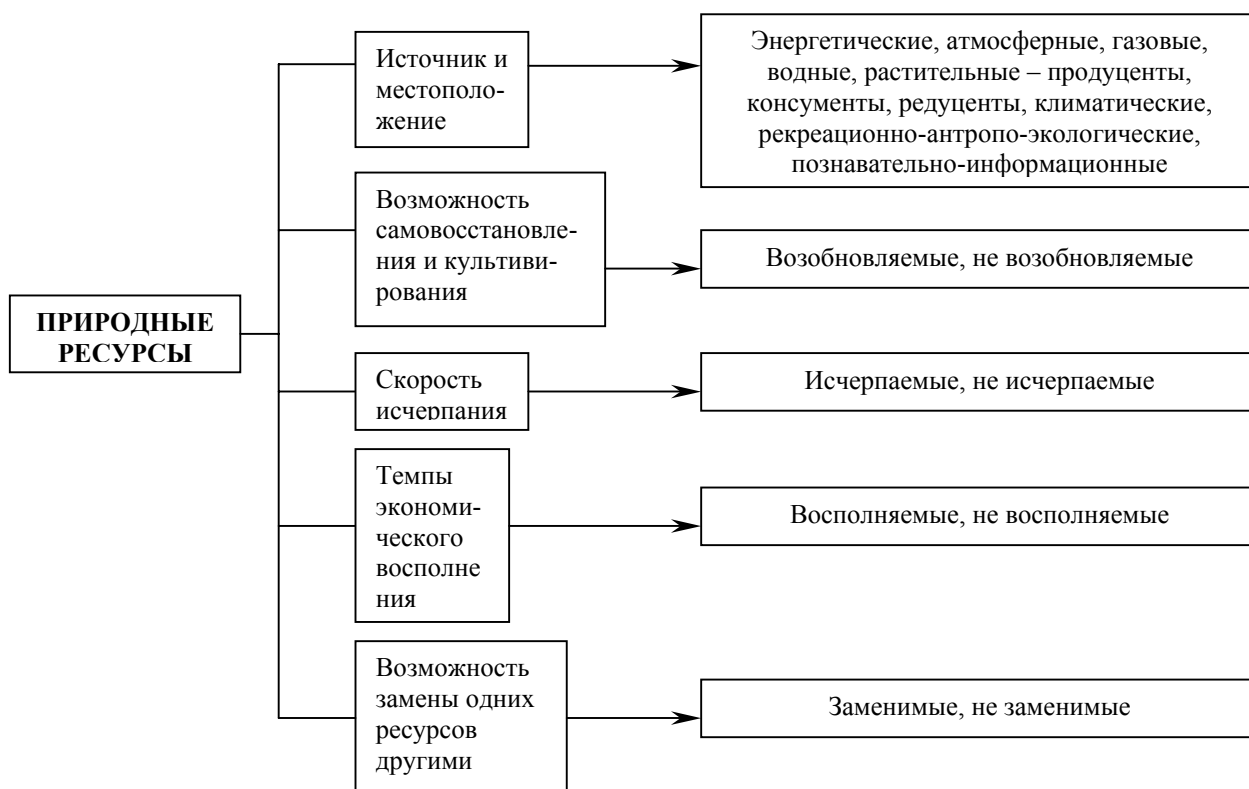 ПРИРОДНЫЕ
РЕСУРСЫ
Источник и
местополо-
жение
Энергетические, атмосферные, газовые,
водные, растительные – продуценты,
консументы, редуценты, климатические,
рекреационно-антропо-экологические,
познавательно-информационные
Возможность
самовосстановле-
ния и культиви-
рования
Возобновляемые, не возобновляемые
Скорость
исчерпания
Исчерпаемые, не исчерпаемые
Темпы
экономи-
ческого
восполне
ния
Восполняемые, не восполняемые
Возможность
замены одних
ресурсов
другими
Заменимые, не заменимые